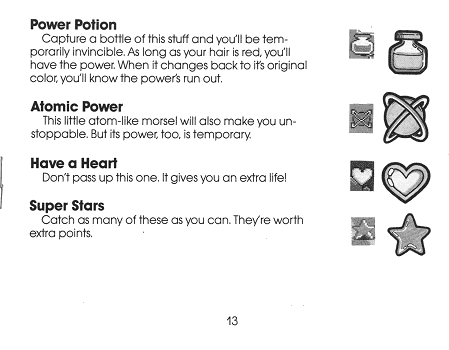 Power Potion
Capture a bottle of this stuff and you'll be tem-
porarily invincible. As long as your hair is red, you'll
have the power. When it changes back to it's original
color, you'll know the power's run out.
Atomic Power
This little atom-like morsel will also make you un-
stoppable. But its power, too, is temporary.
Have a Heart
Don't pass up this one. It gives you an extra life!
Super Stars
Catch as many of these as you can. They're worth
extra points.
13